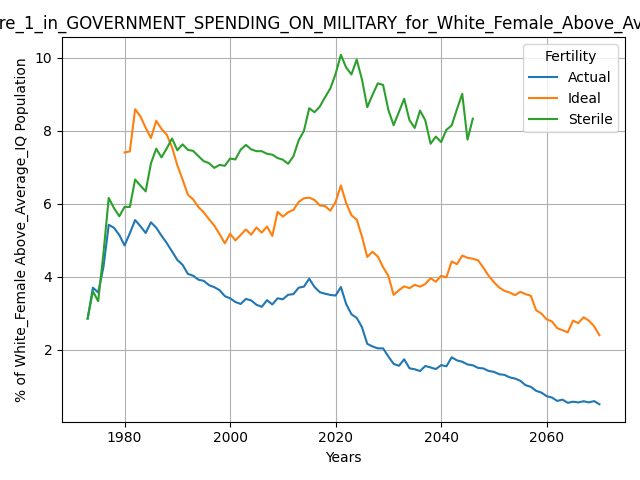 re_1_in_GOVERNMENT_SPENDING_ON_MILITARY_for_White_Female_Above_Av
% of White_Female Above_Average_IQ Population
10
8
6
4
2
1980 2000 2020 2040 2060
Years
Fertility
Actual
Ideal
Sterile